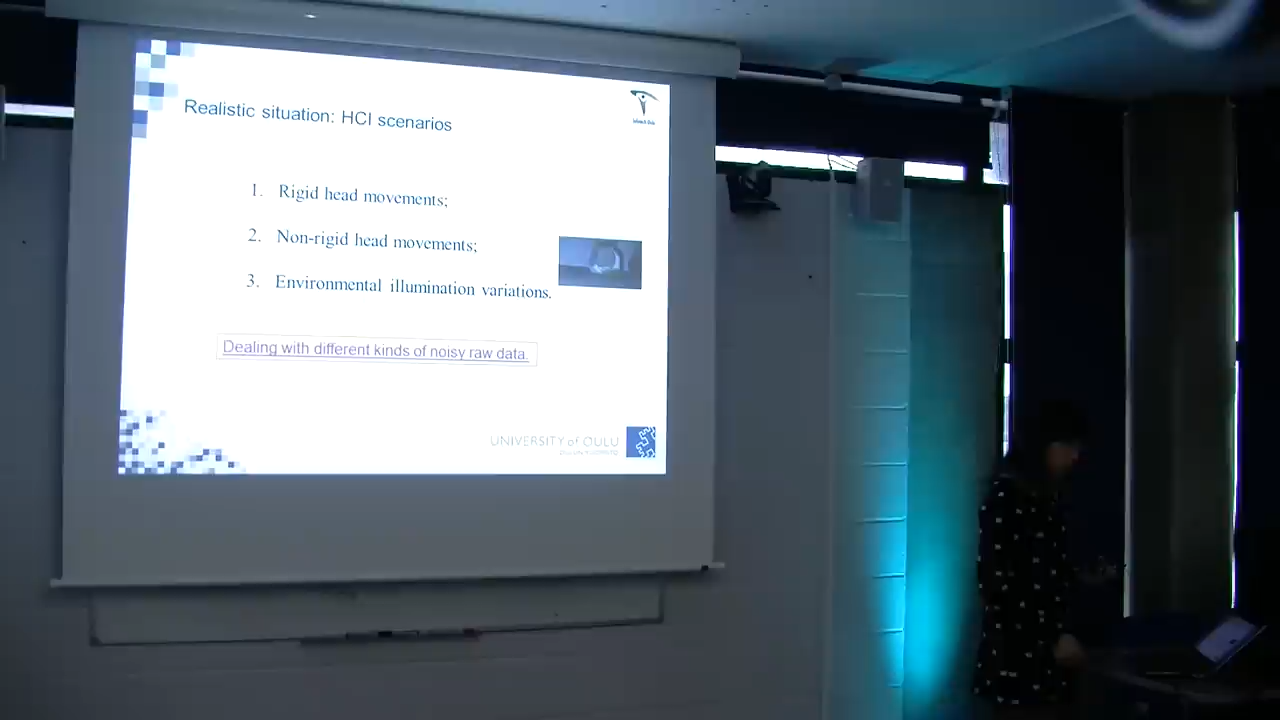 Realistic situation: HCI scenarios
1. Rigid head movements;
2. Non-rigid head movements;
3. Environmental illumination variations.
Dealing with different kinds of noisy raw data.
UNIVERSITY of OULU